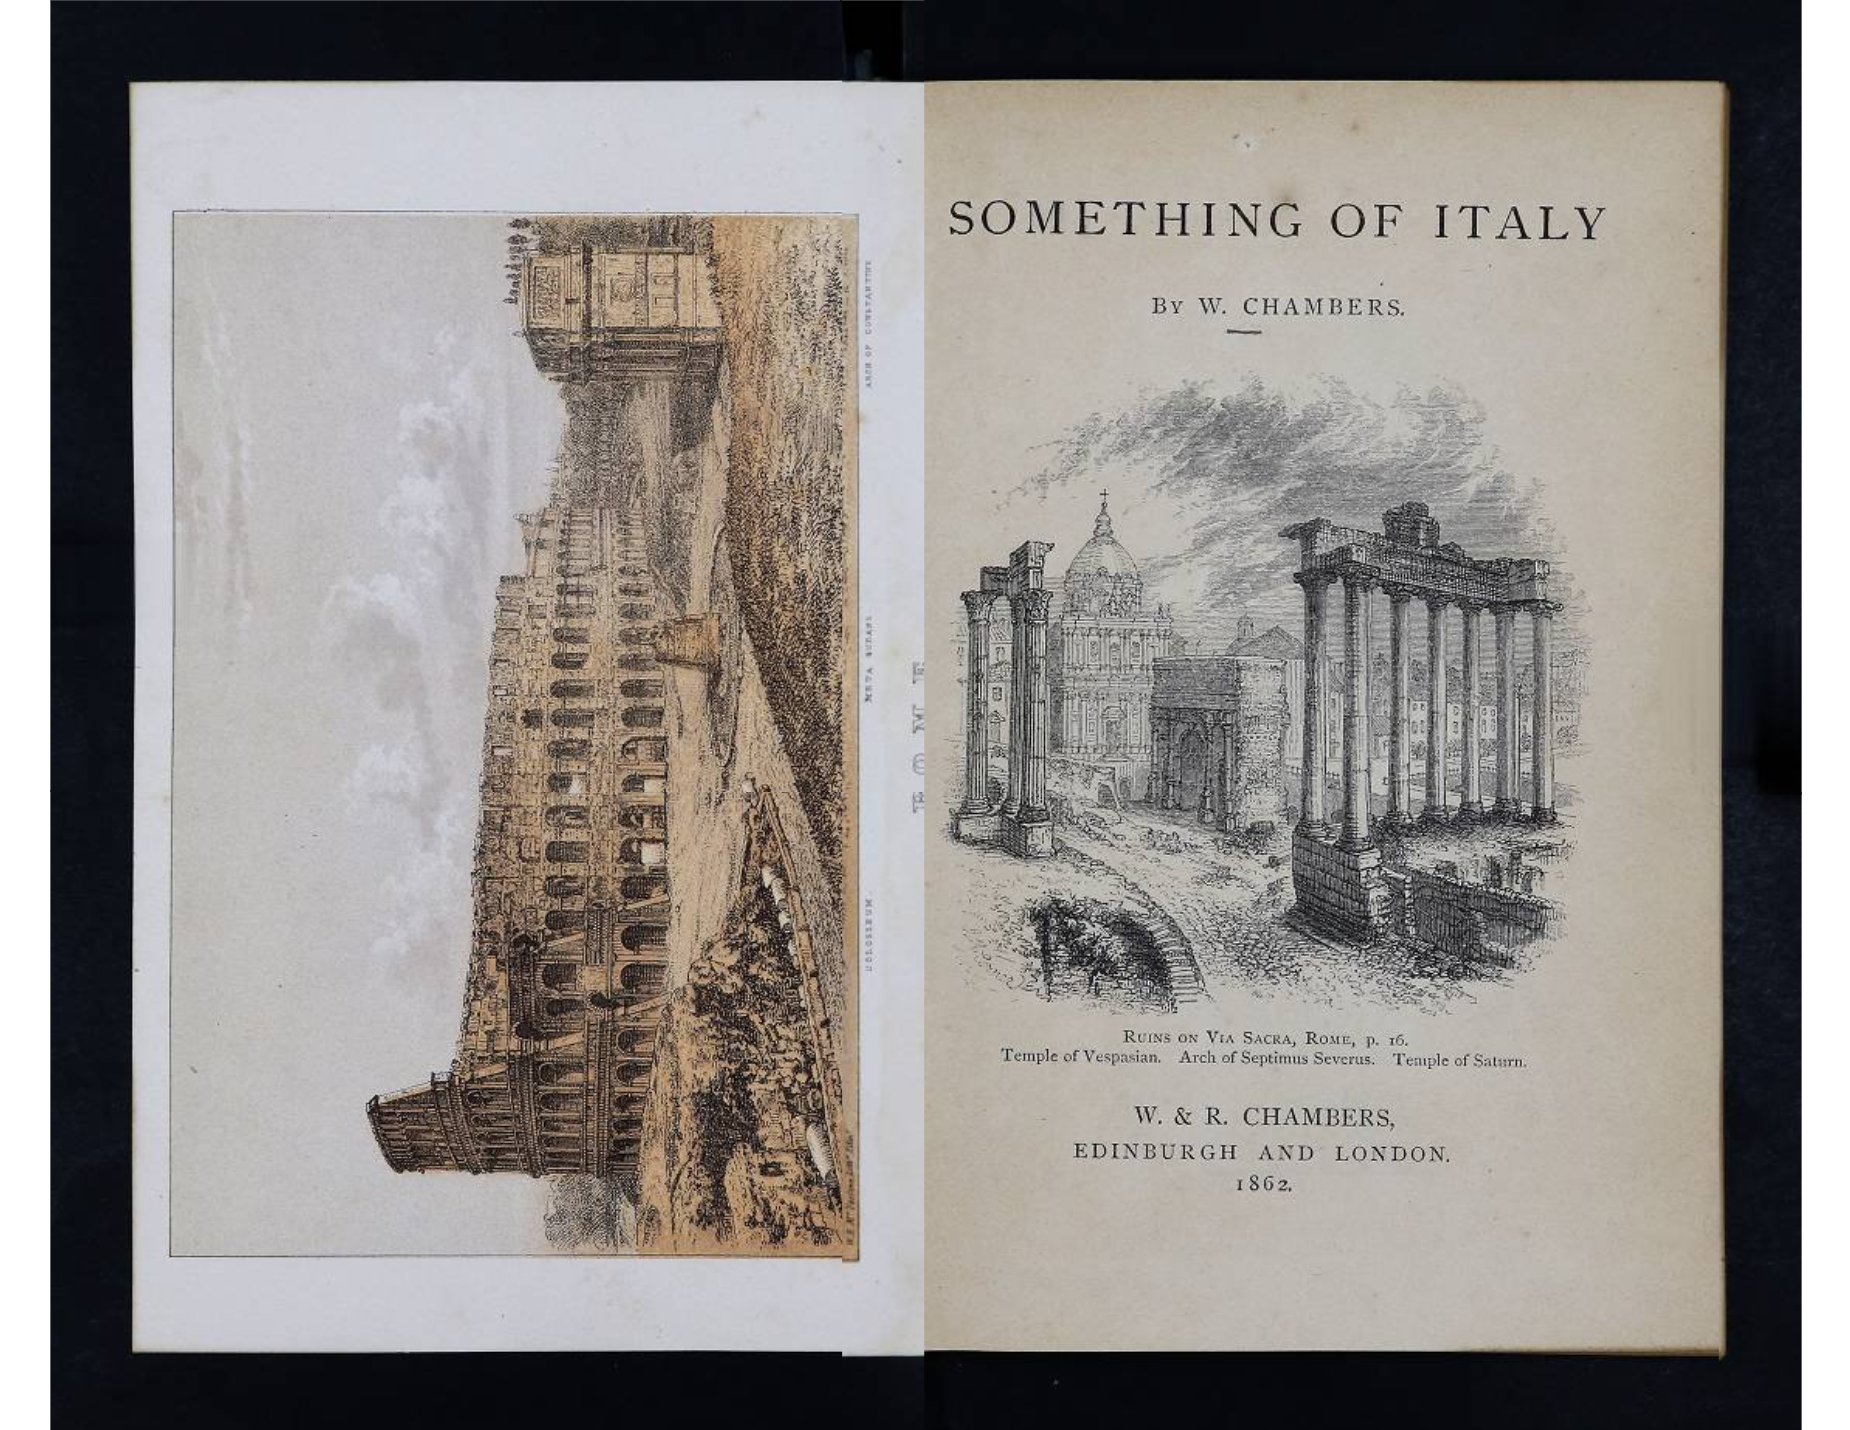 COLOSSEUM
META SUDANS
ARCH OF CONSTANTINE
ROME
SOMETHING OF ITALY
BY W. CHAMBERS.
RUINS ON VIA SACRA, ROME, p. 16.
Temple of Vespasian. Arch of Septimus Severus. Temple of Saturn.
W. & R. CHAMBERS,
EDINBURGH AND LONDON.
1862.